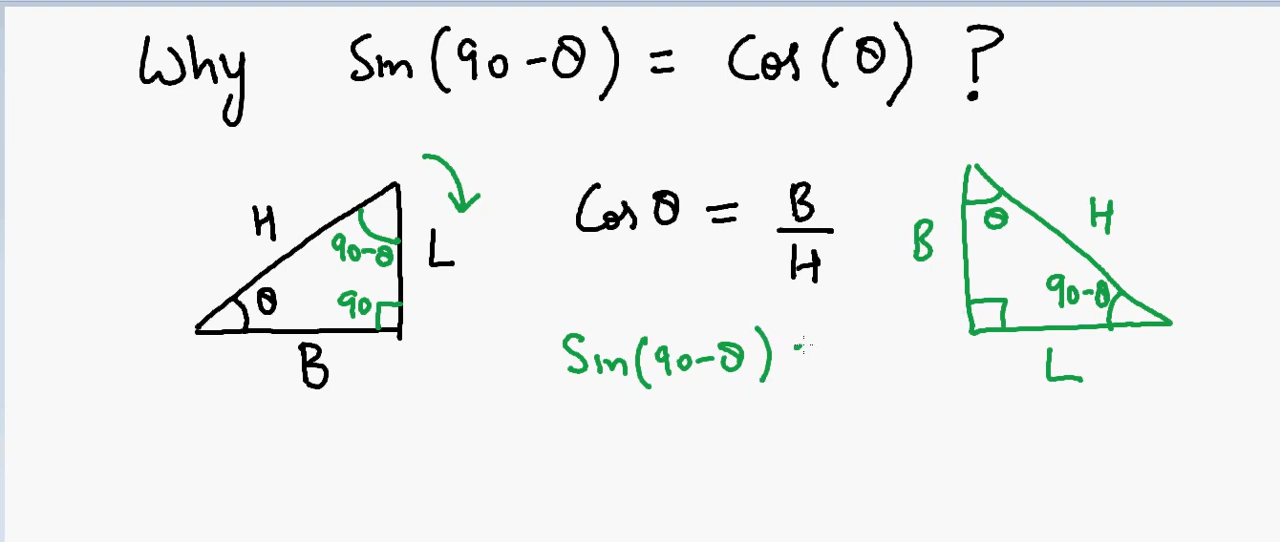 Why Sin(90-θ) = Cos(θ) ?
H
90-θ
L
θ
90
B
Cos θ = B/H
Sin(90-θ)
θ
H
B
90-θ
L